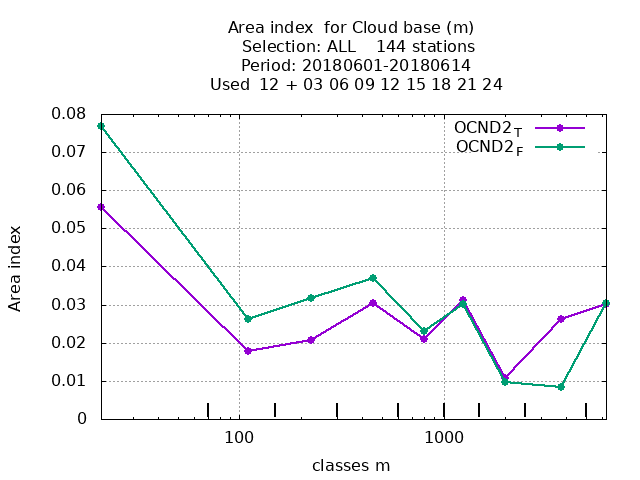 Area index  for Cloud base (m)
Selection: ALL    144 stations
Period: 20180601-20180614
Used  12 + 03 06 09 12 15 18 21 24
OCND2T
OCND2F
0.08
0.07
0.06
0.05
0.04
0.03
0.02
0.01
0
Area index
100 1000
classes m